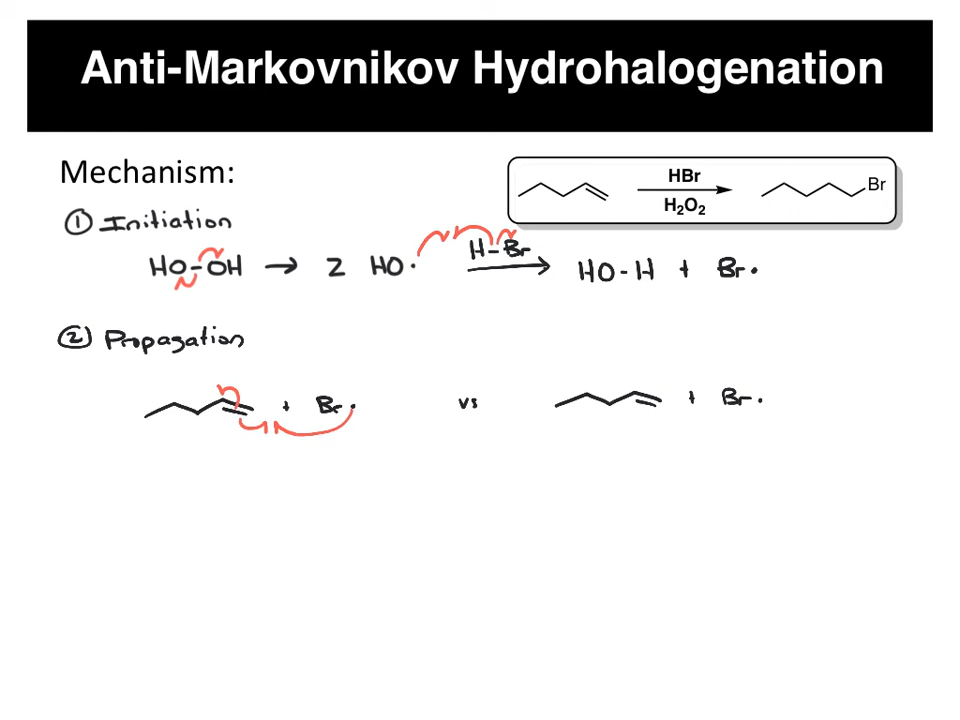 Anti-Markovnikov Hydrohalogenation
Mechanism:
HBr
H₂O₂
Br
① Initiation
HO-OH → 2 HO· H-Br → HO-H + Br·
② Propagation
+ Br· vs + Br·